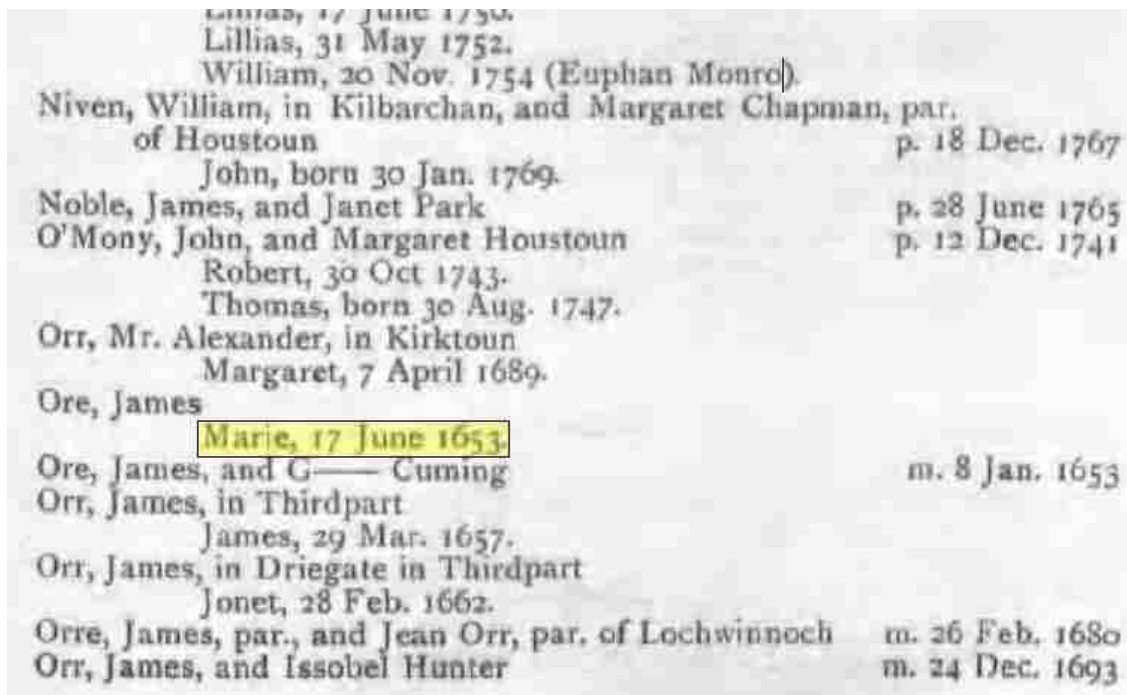 Lillias, 17 June 1750.
Lillias, 31 May 1752.
William, 20 Nov. 1754 (Euphan Monro).
Niven, William, in Kilbarchan, and Margaret Chapman, par.
of Houstoun p. 18 Dec. 1767
John, born 30 Jan. 1769.
Noble, James, and Janet Park p. 28 June 1765
O'Mony, John, and Margaret Houstoun p. 12 Dec. 1741
Robert, 30 Oct 1743.
Thomas, born 30 Aug. 1747.
Orr, Mr. Alexander, in Kirktoun
Margaret, 7 April 1689.
Ore, James
Marie, 17 June 1653.
Ore, James, and G—— Cuming m. 8 Jan. 1653
Orr, James, in Thirdpart
James, 29 Mar. 1657.
Orr, James, in Driegate in Thirdpart
Jonet, 28 Feb. 1662.
Orre, James, par., and Jean Orr, par. of Lochwinnoch m. 26 Feb. 1680
Orr, James, and Issobel Hunter m. 24 Dec. 1693